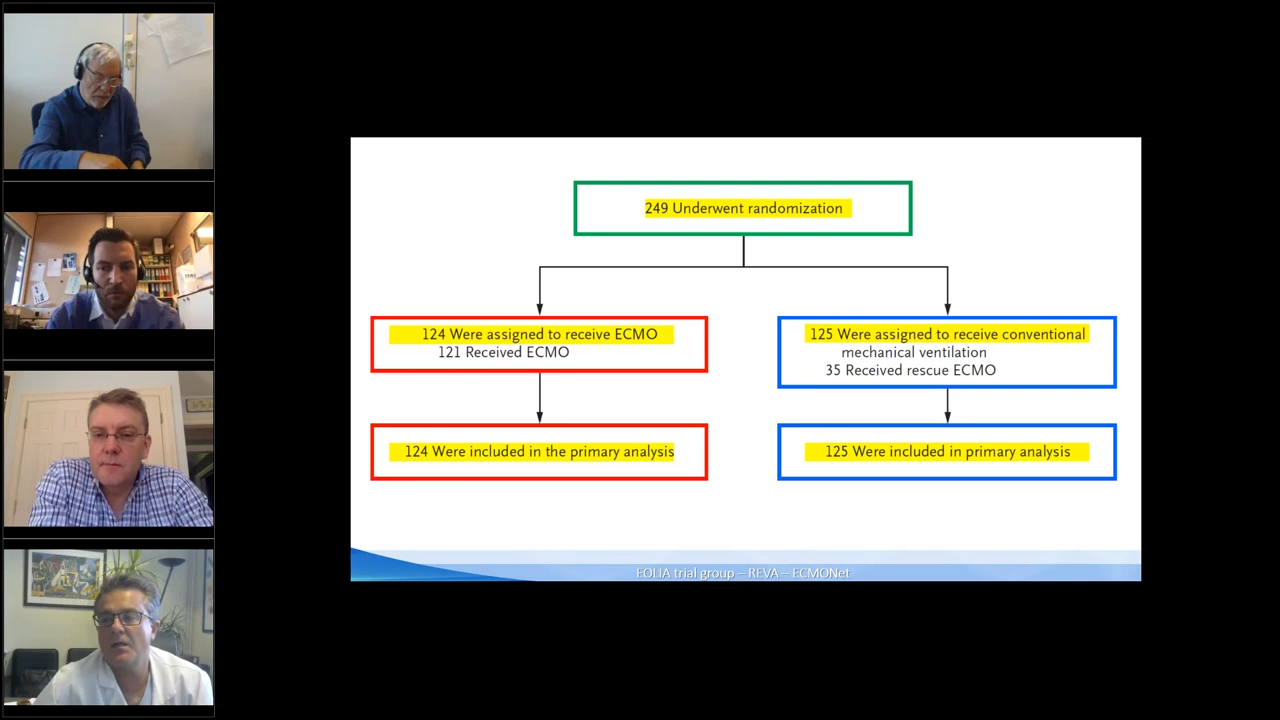 249 Underwent randomization
124 Were assigned to receive ECMO
121 Received ECMO
125 Were assigned to receive conventional
mechanical ventilation
35 Received rescue ECMO
124 Were included in the primary analysis
125 Were included in primary analysis
EOLIA trial group – REVA – ECMONet